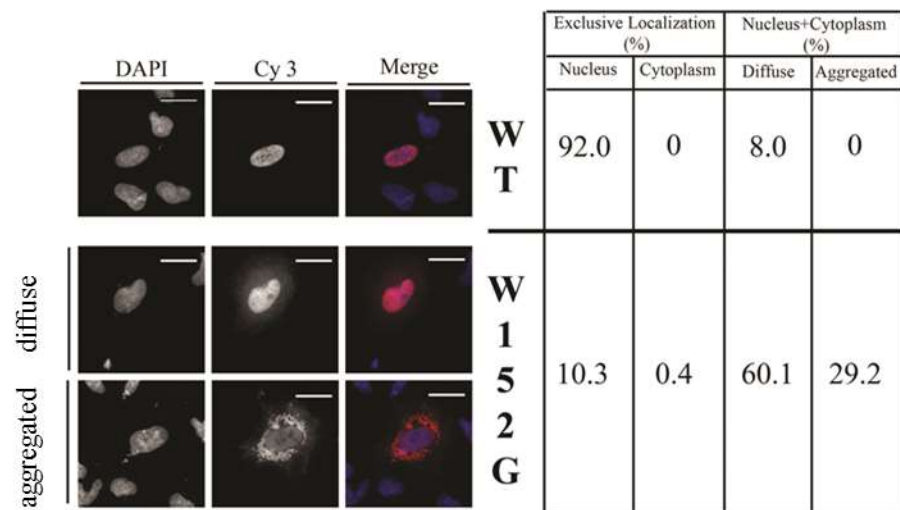 Exclusive Localization Nucleus+Cytoplasm
(%) (%)
DAPI Cy 3 Merge Nucleus Cytoplasm Diffuse Aggregated
W
T
92.0 0 8.0 0
diffuse
aggregated
W
1
5
2
G
10.3 0.4 60.1 29.2